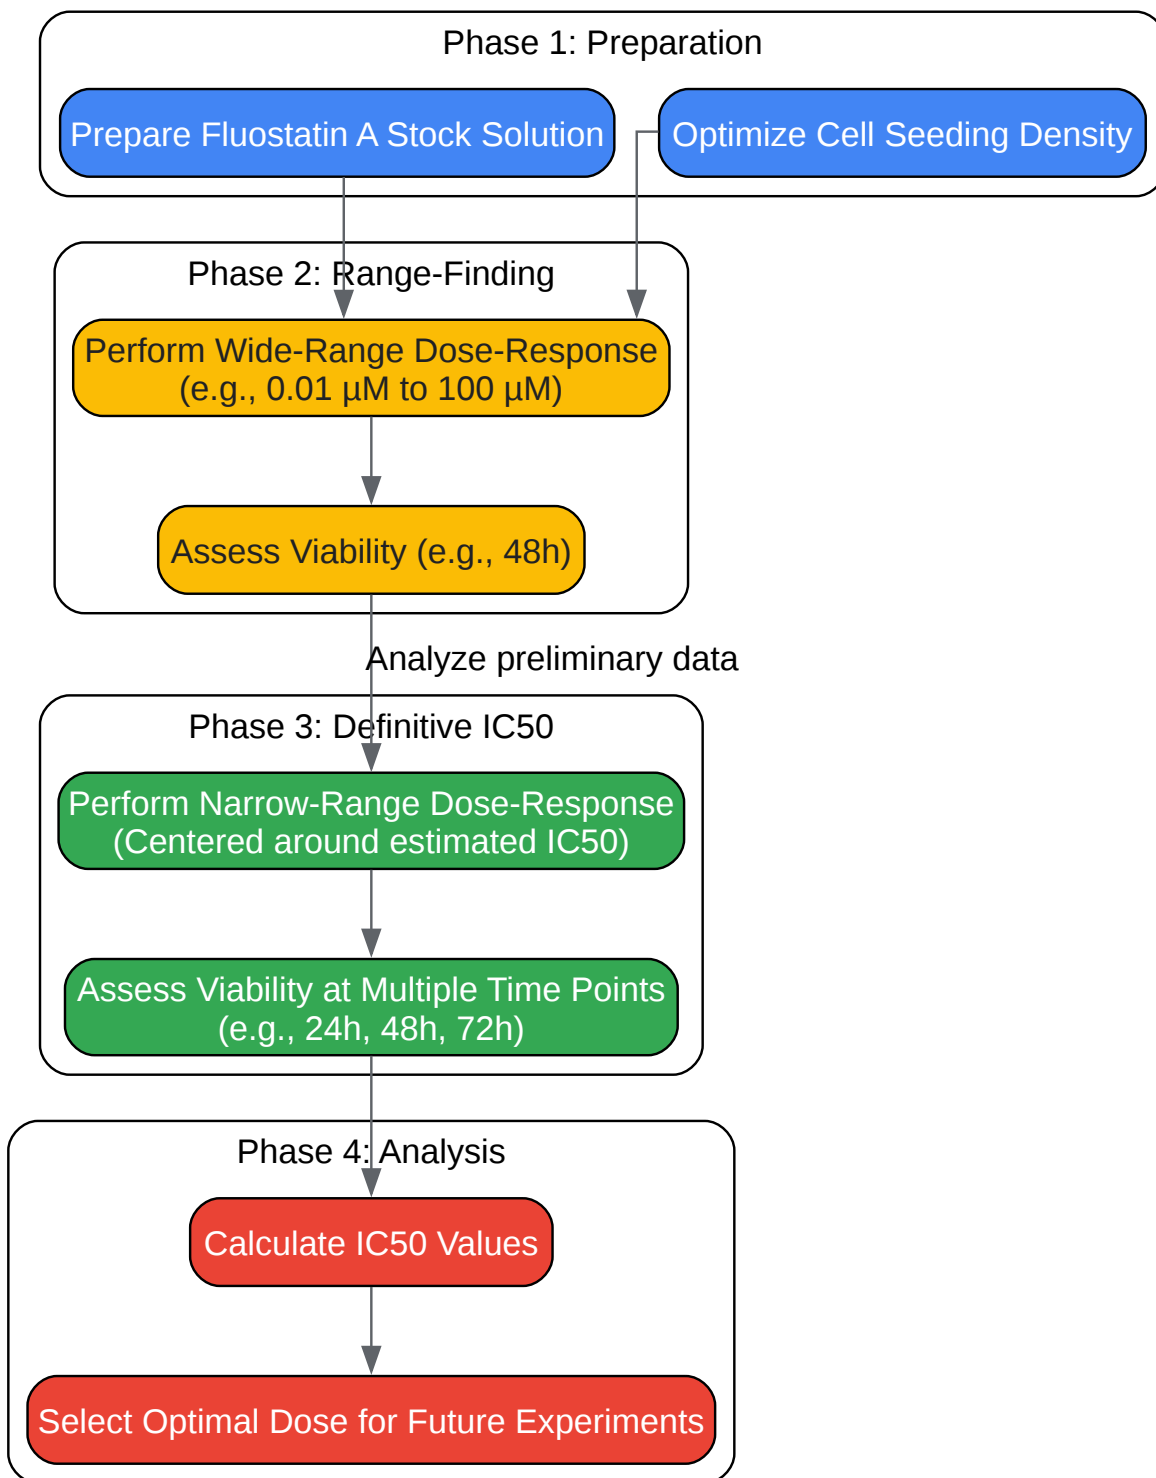 Phase 1: Preparation
Prepare Fluostatin A Stock Solution
Optimize Cell Seeding Density
Phase 2: Range-Finding
Perform Wide-Range Dose-Response
(e.g., 0.01 µM to 100 µM)
Assess Viability (e.g., 48h)
Analyze preliminary data
Phase 3: Definitive IC50
Perform Narrow-Range Dose-Response
(Centered around estimated IC50)
Assess Viability at Multiple Time Points
(e.g., 24h, 48h, 72h)
Phase 4: Analysis
Calculate IC50 Values
Select Optimal Dose for Future Experiments